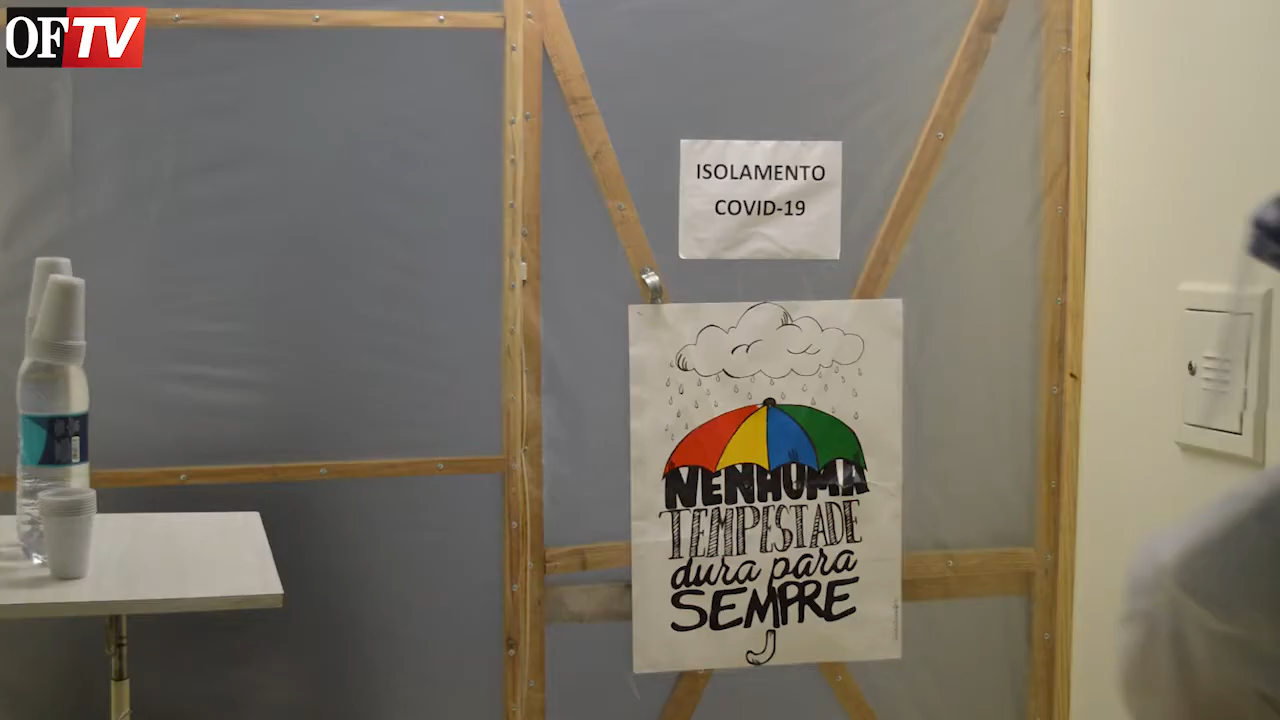 OFTV
ISOLAMENTO
COVID-19
NENHUMA
TEMPESTADE
dura para
SEMPRE